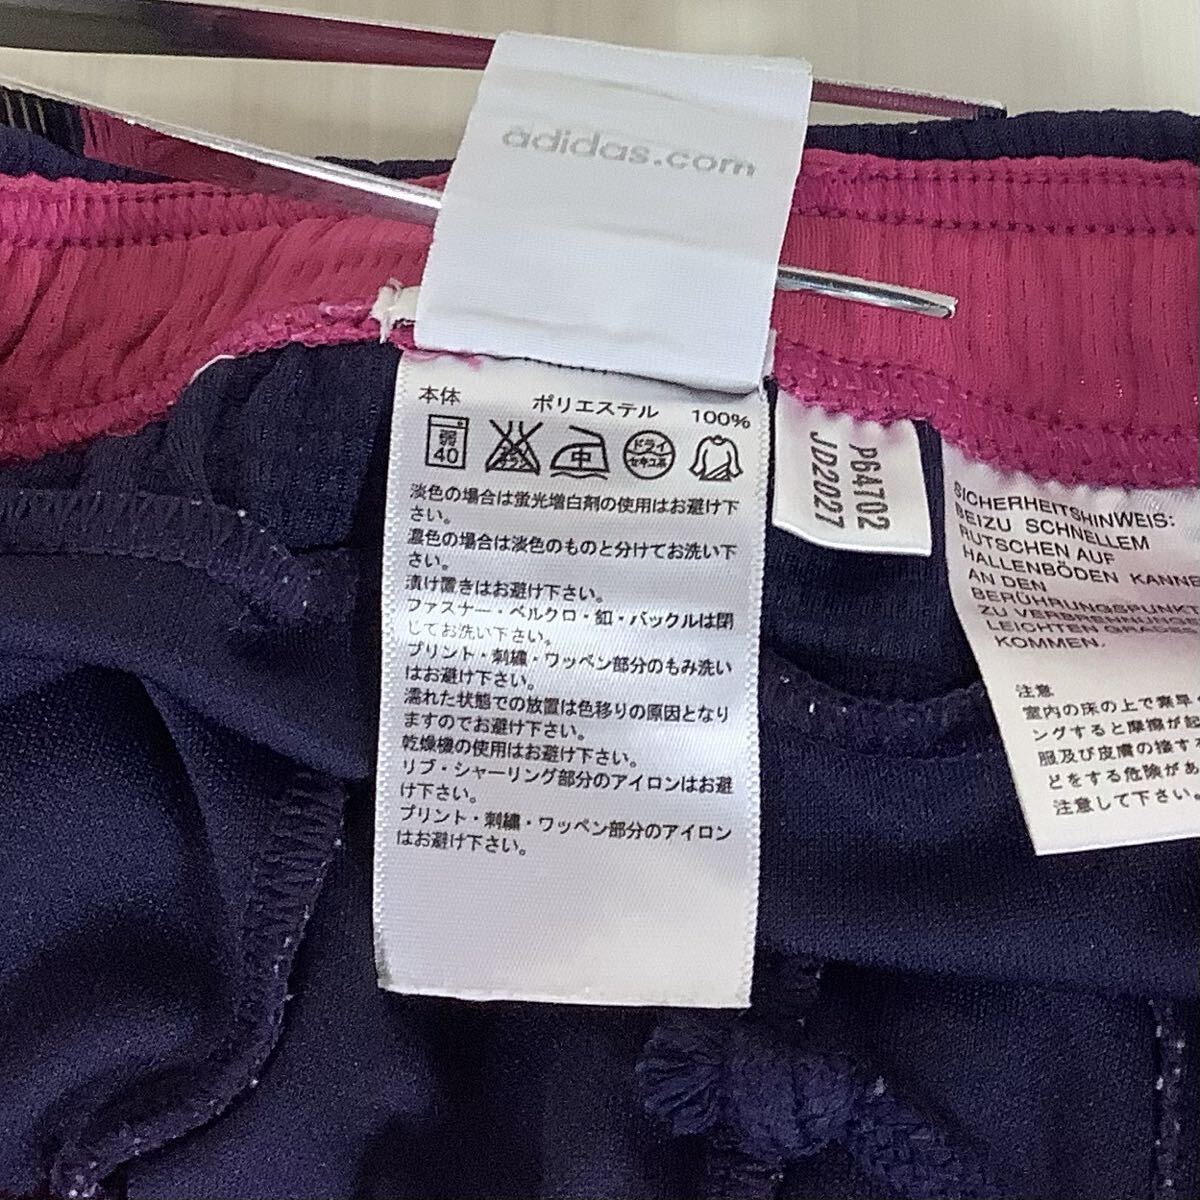 adidas.com
本体 ポリエステル 100%
弱 40 中 ドライ セキユ系
淡色の場合は蛍光増白剤の使用はお避け下
さい。
濃色の場合は淡色のものと分けてお洗い下
さい。
漬け置きはお避け下さい。
ファスナー・ベルクロ・釦・バックルは閉
じてお洗い下さい。
プリント・刺繍・ワッペン部分のもみ洗い
はお避け下さい。
濡れた状態での放置は色移りの原因となり
ますのでお避け下さい。
乾燥機の使用はお避け下さい。
リブ・シャーリング部分のアイロンはお避
け下さい。
プリント・刺繍・ワッペン部分のアイロン
はお避け下さい。
P64702
JD2027
SICHERHEITSHINWEIS:
BEIZU SCHNELLEM
RUTSCHEN AUF
HALLENBÖDEN KANNE
AN DEN
BERÜHRUNGSPUNKT
ZU VERBRENNUNGE
LEICHTEN GRADES
KOMMEN.
注意
室内の床の上で素早
ングすると摩擦が起
服及び皮膚の接す
どをする危険があ
注意して下さい。